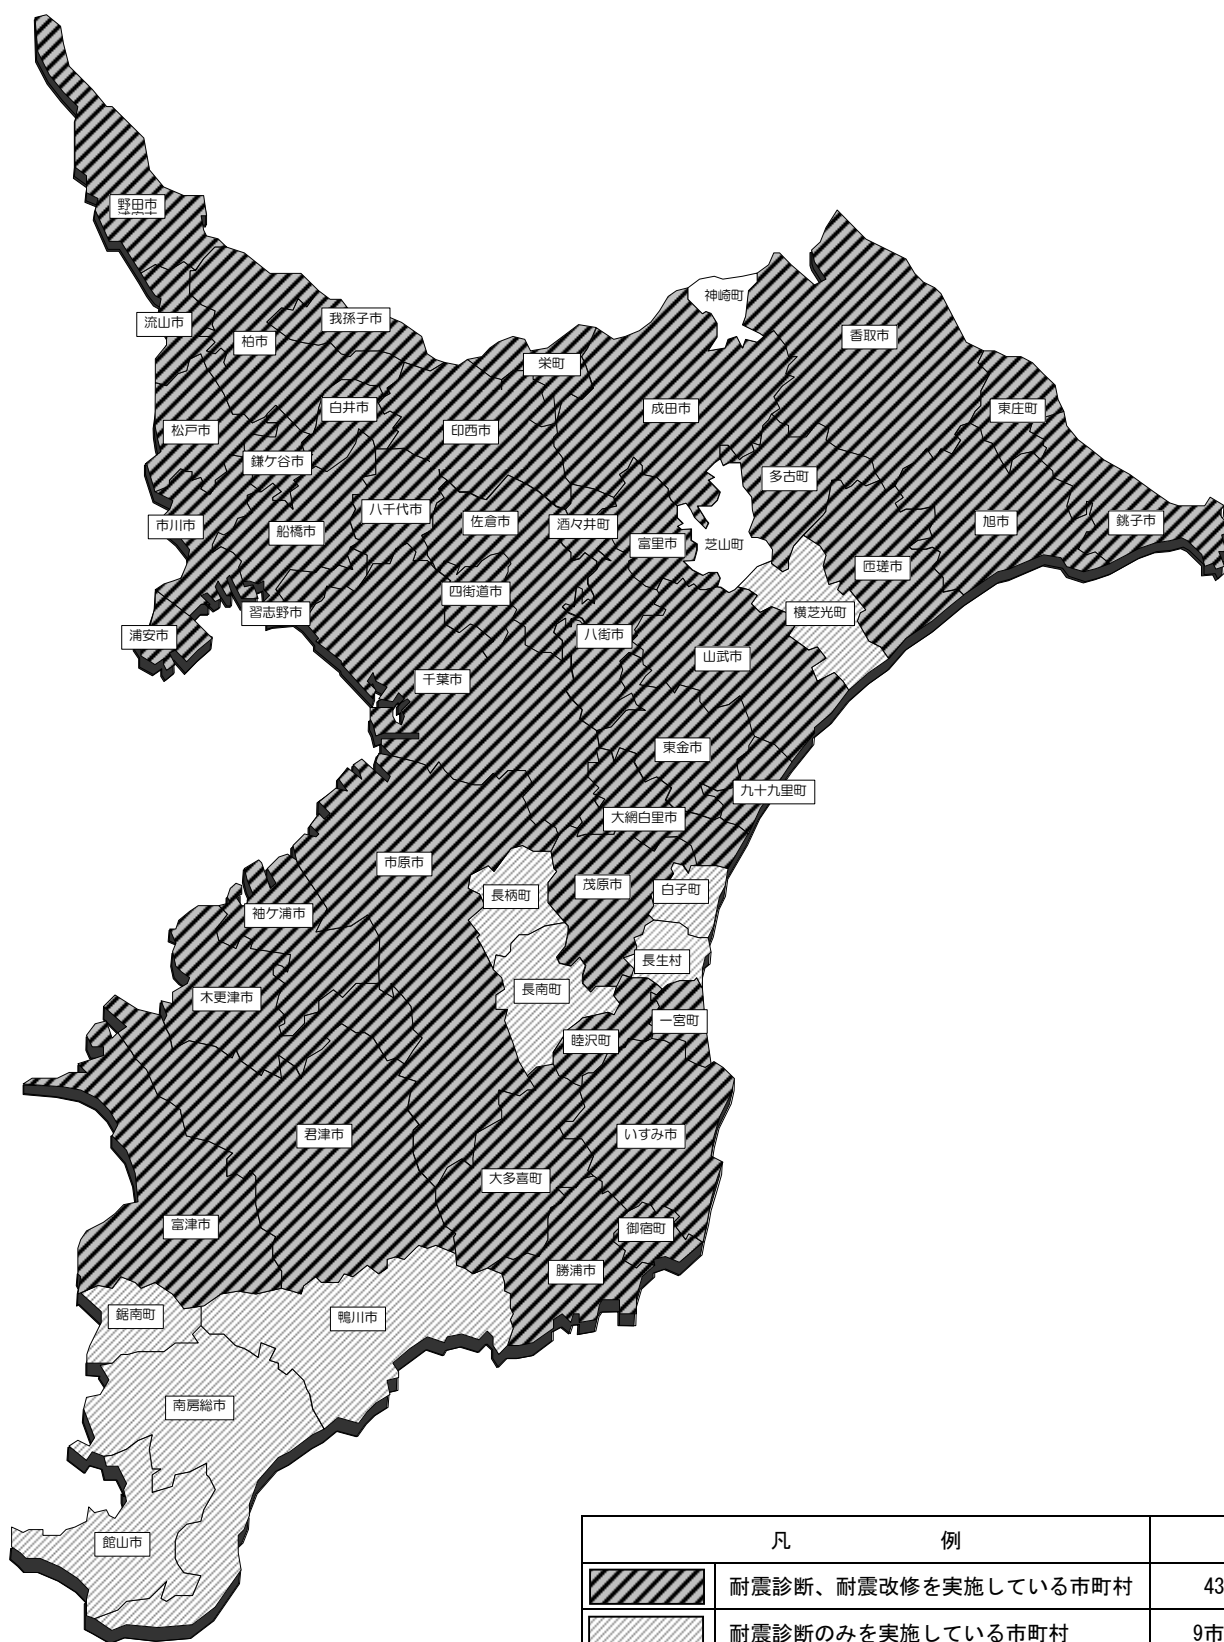 野田市
流山市
我孫子市
柏市
神崎町
香取市
栄町
白井市
成田市
東庄町
松戸市
印西市
鎌ケ谷市
多古町
市川市
船橋市
八千代市
佐倉市
酒々井町
富里市
芝山町
旭市
銚子市
匝瑳市
四街道市
横芝光町
習志野市
浦安市
八街市
山武市
千葉市
東金市
九十九里町
大網白里市
市原市
長柄町
茂原市
白子町
袖ケ浦市
長生村
木更津市
長南町
一宮町
睦沢町
君津市
いすみ市
大多喜町
富津市
御宿町
勝浦市
鋸南町
鴨川市
南房総市
館山市
凡　例
耐震診断、耐震改修を実施している市町村 43
耐震診断のみを実施している市町村 9市